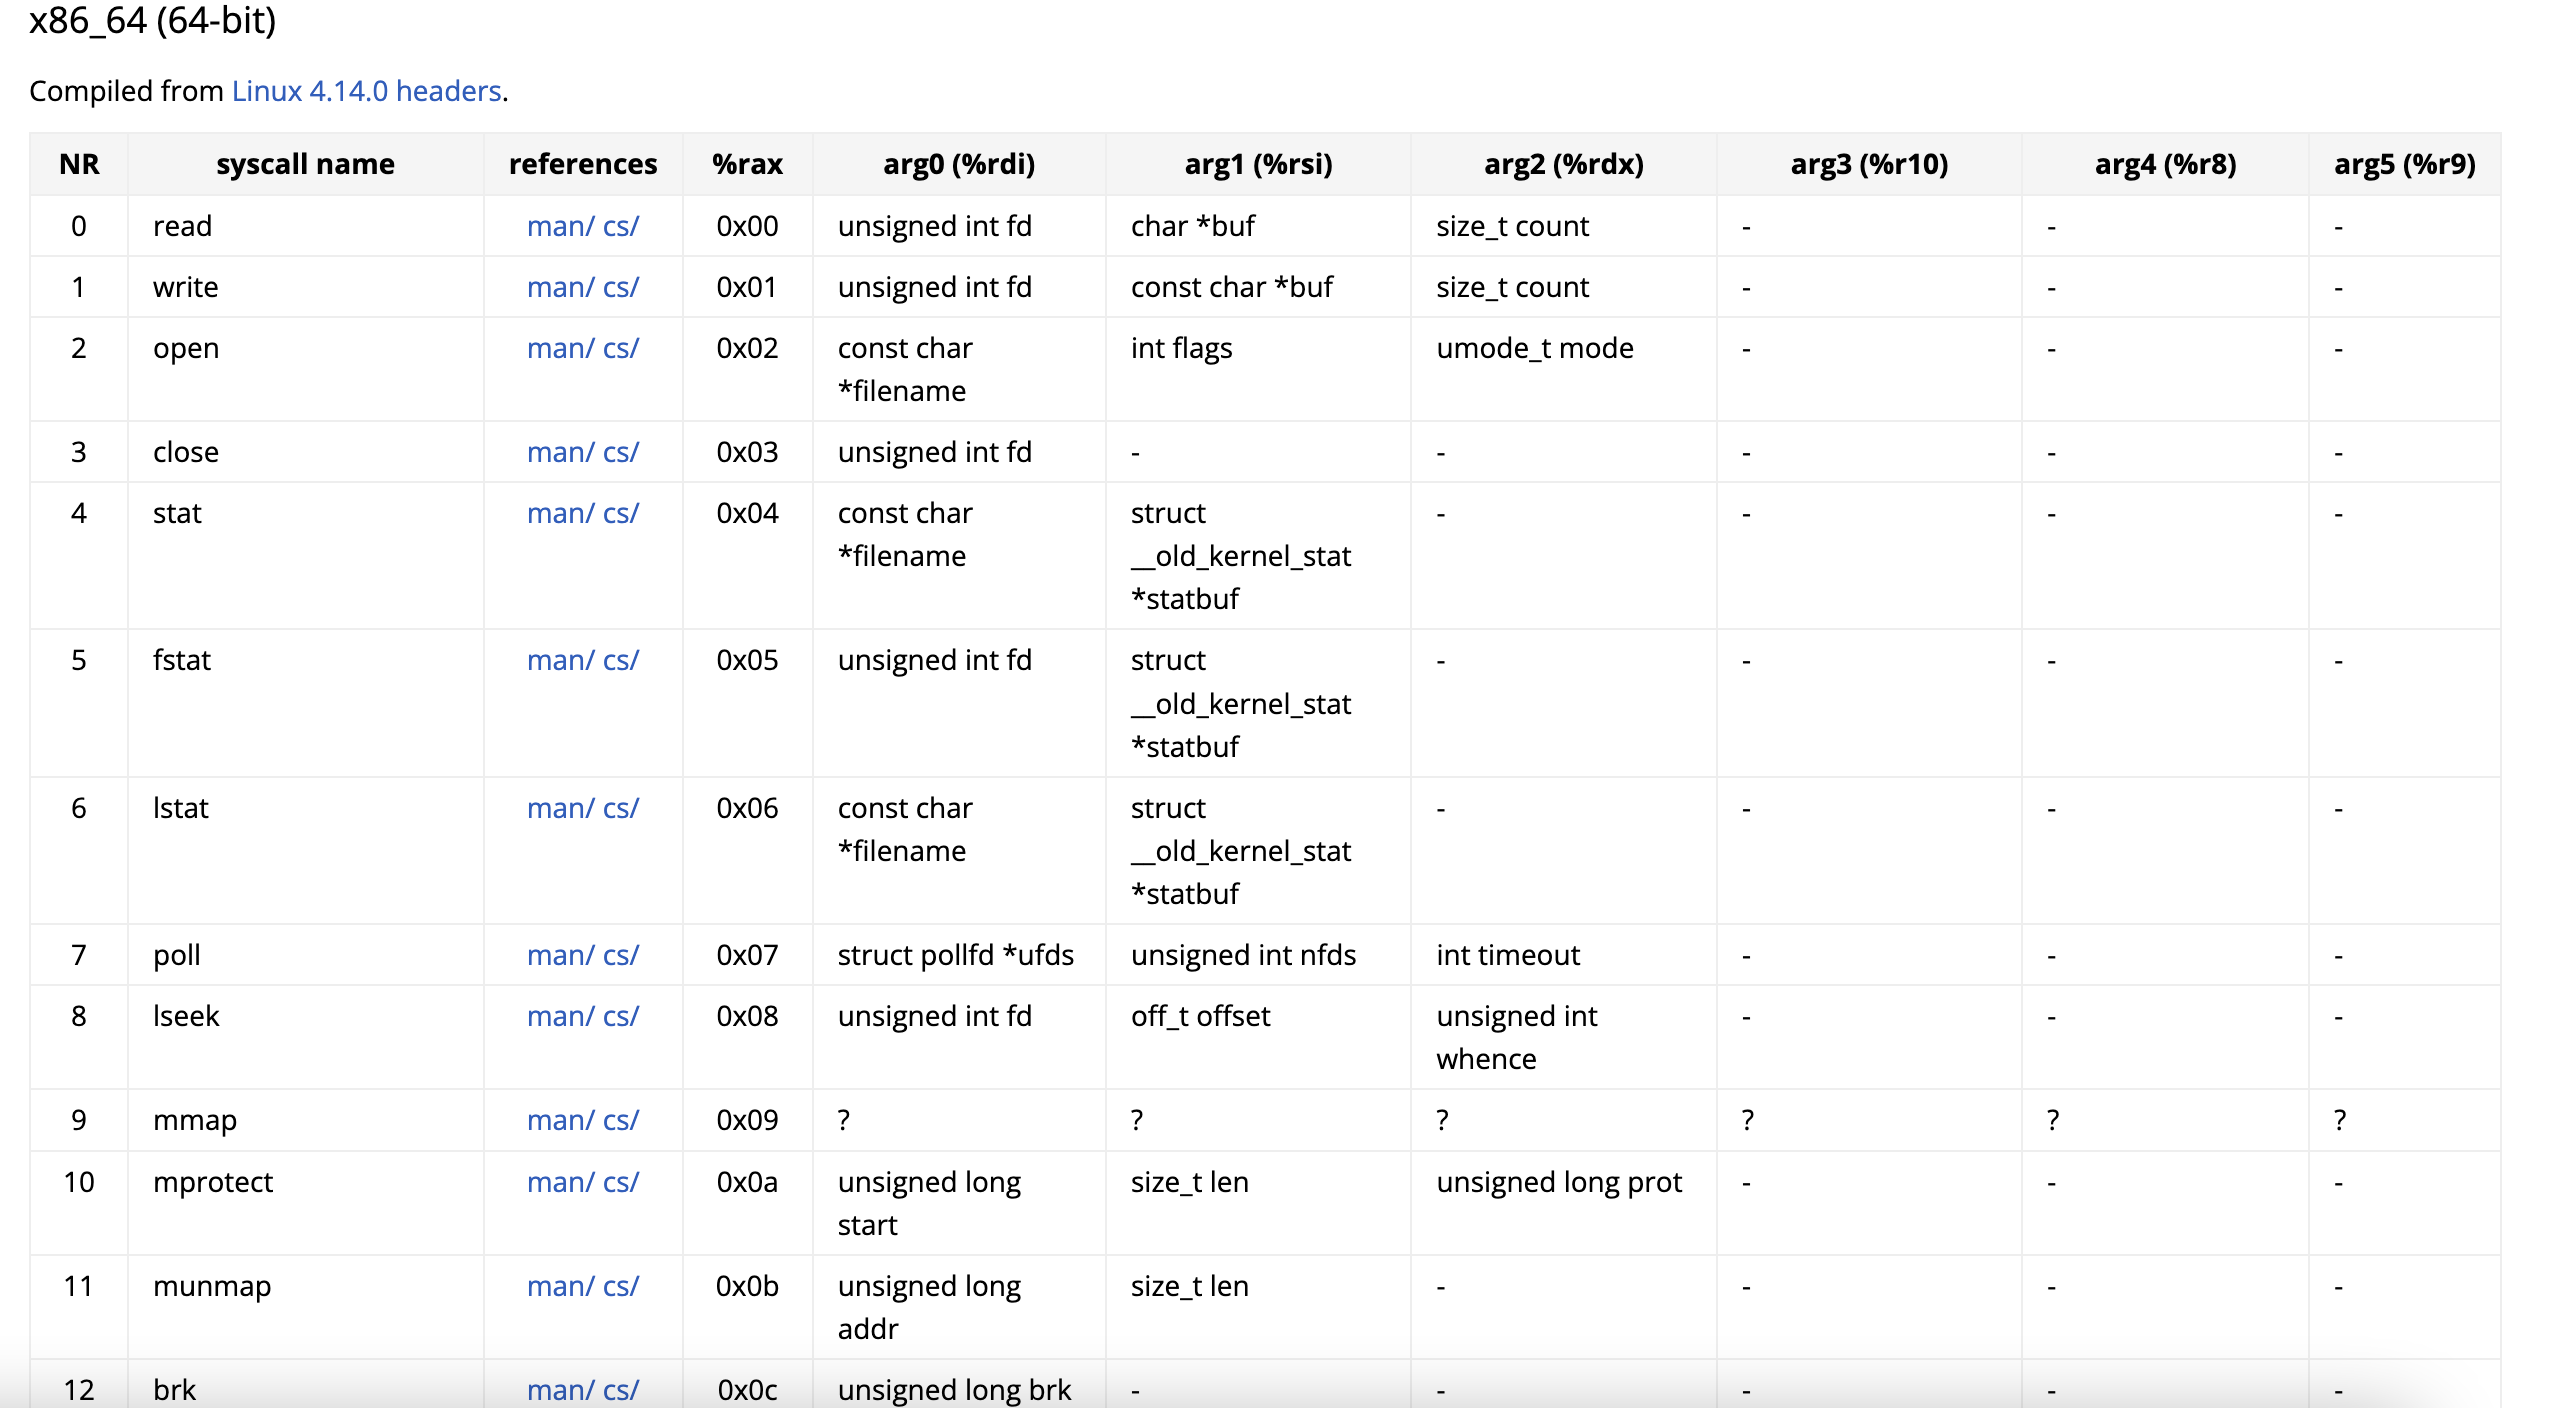 x86_64 (64-bit)
Compiled from Linux 4.14.0 headers.
NR syscall name references %rax arg0 (%rdi) arg1 (%rsi) arg2 (%rdx) arg3 (%r10) arg4 (%r8) arg5 (%r9)
0 read man/ cs/ 0x00 unsigned int fd char *buf size_t count - - -
1 write man/ cs/ 0x01 unsigned int fd const char *buf size_t count - - -
2 open man/ cs/ 0x02 const char int flags umode_t mode - - -
*filename
3 close man/ cs/ 0x03 unsigned int fd - - - - -
4 stat man/ cs/ 0x04 const char struct - - - -
*filename __old_kernel_stat
*statbuf
5 fstat man/ cs/ 0x05 unsigned int fd struct - - - -
__old_kernel_stat
*statbuf
6 lstat man/ cs/ 0x06 const char struct - - - -
*filename __old_kernel_stat
*statbuf
7 poll man/ cs/ 0x07 struct pollfd *ufds unsigned int nfds int timeout - - -
8 lseek man/ cs/ 0x08 unsigned int fd off_t offset unsigned int - - -
whence
9 mmap man/ cs/ 0x09 ? ? ? ? ? ?
10 mprotect man/ cs/ 0x0a unsigned long size_t len unsigned long prot - - -
start
11 munmap man/ cs/ 0x0b unsigned long size_t len - - - -
addr
12 brk man/ cs/ 0x0c unsigned long brk - - - - -